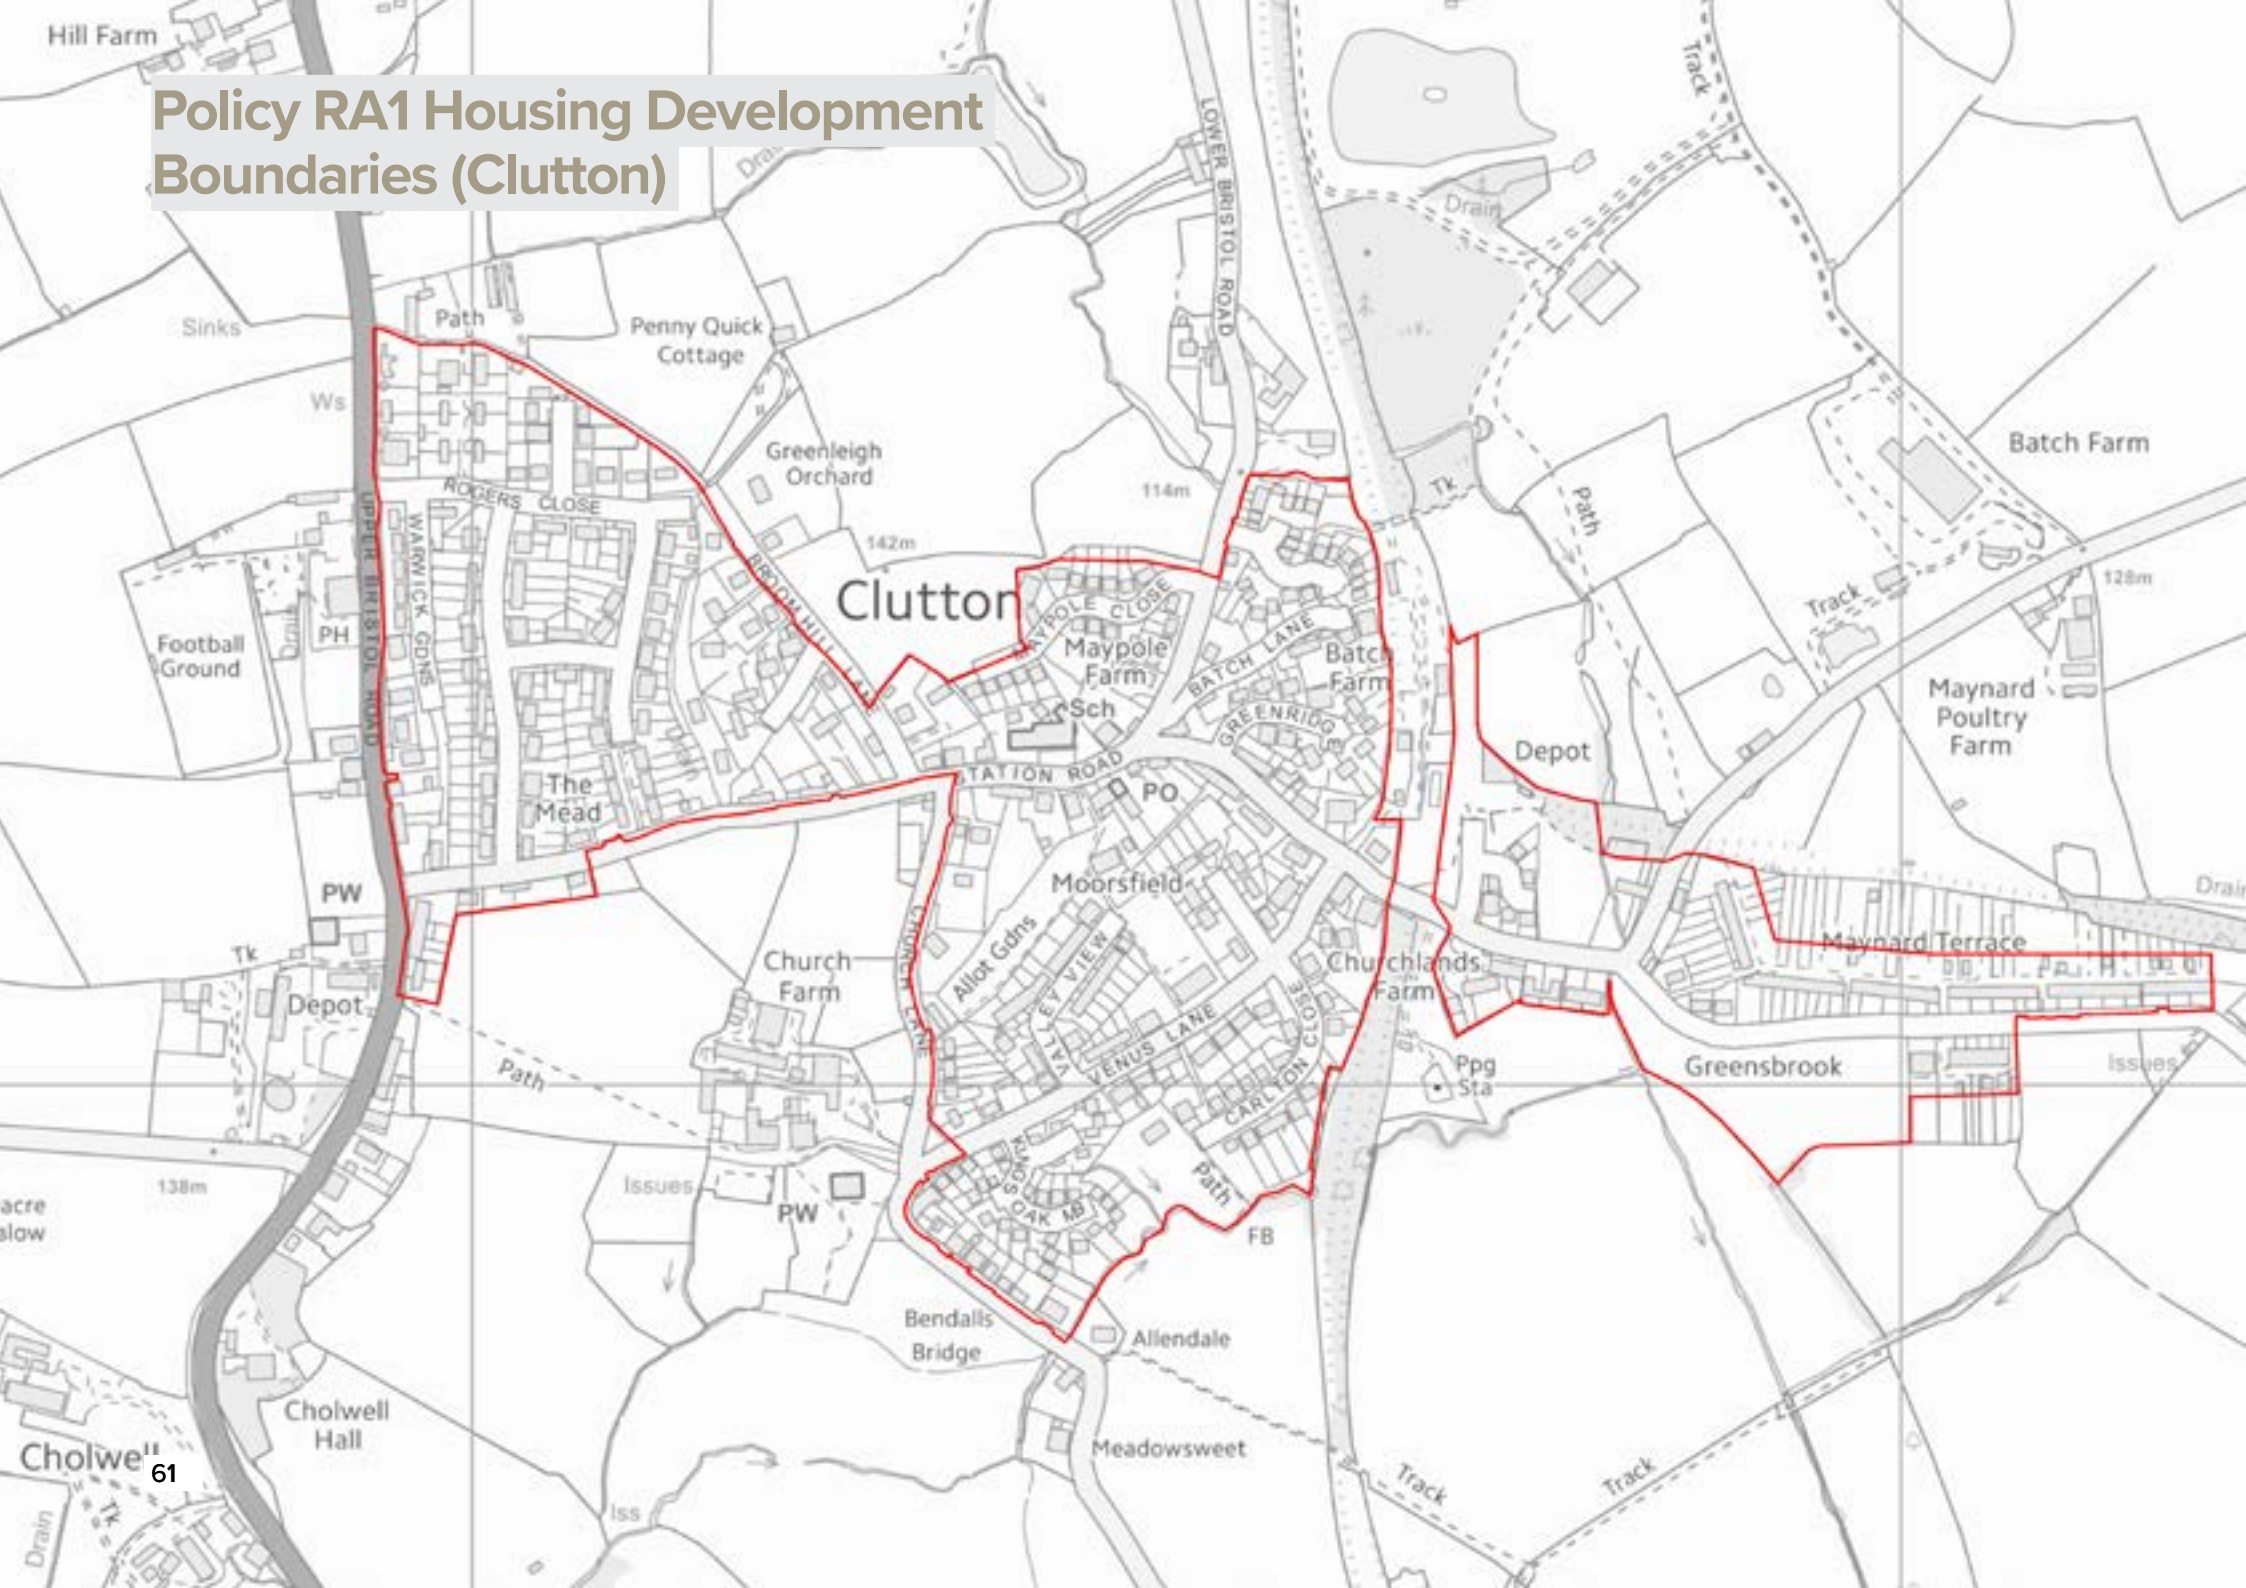 Hill Farm
Policy RA1 Housing Development
Boundaries (Clutton)
Track
LOWER BRISTOL ROAD
Drain
Sinks
Path
Penny Quick
Cottage
Ws
Greenleigh
Orchard
Batch Farm
114m
Tk
Path
ROGERS CLOSE
UPPER BRISTOL ROAD
WARWICK GDNS
142m
BROOMHILL LANE
Clutton
MAYPOLE CLOSE
128m
Track
PH
Football
Ground
Maypole
Farm
BATCH LANE
Batch
Farm
Sch
GREENRIDGE
Maynard
Poultry
Farm
Depot
The
Mead
STATION ROAD
PO
PW
Moorsfield
Drain
CHURCH LANE
Tk
Church
Farm
Allot Gdns
VALLEY VIEW
Churchlands
Farm
Maynard Terrace
Depot
VENUS LANE
CARLTON CLOSE
Path
Ppg
Sta
Greensbrook
Issues
138m
Issues
PW
KINGS OAK MD
Path
FB
acre
slow
Bendalls
Bridge
Allendale
Cholwell
Hall
Meadowsweet
Cholwell
61
Tk
Track
Track
Iss
Drain